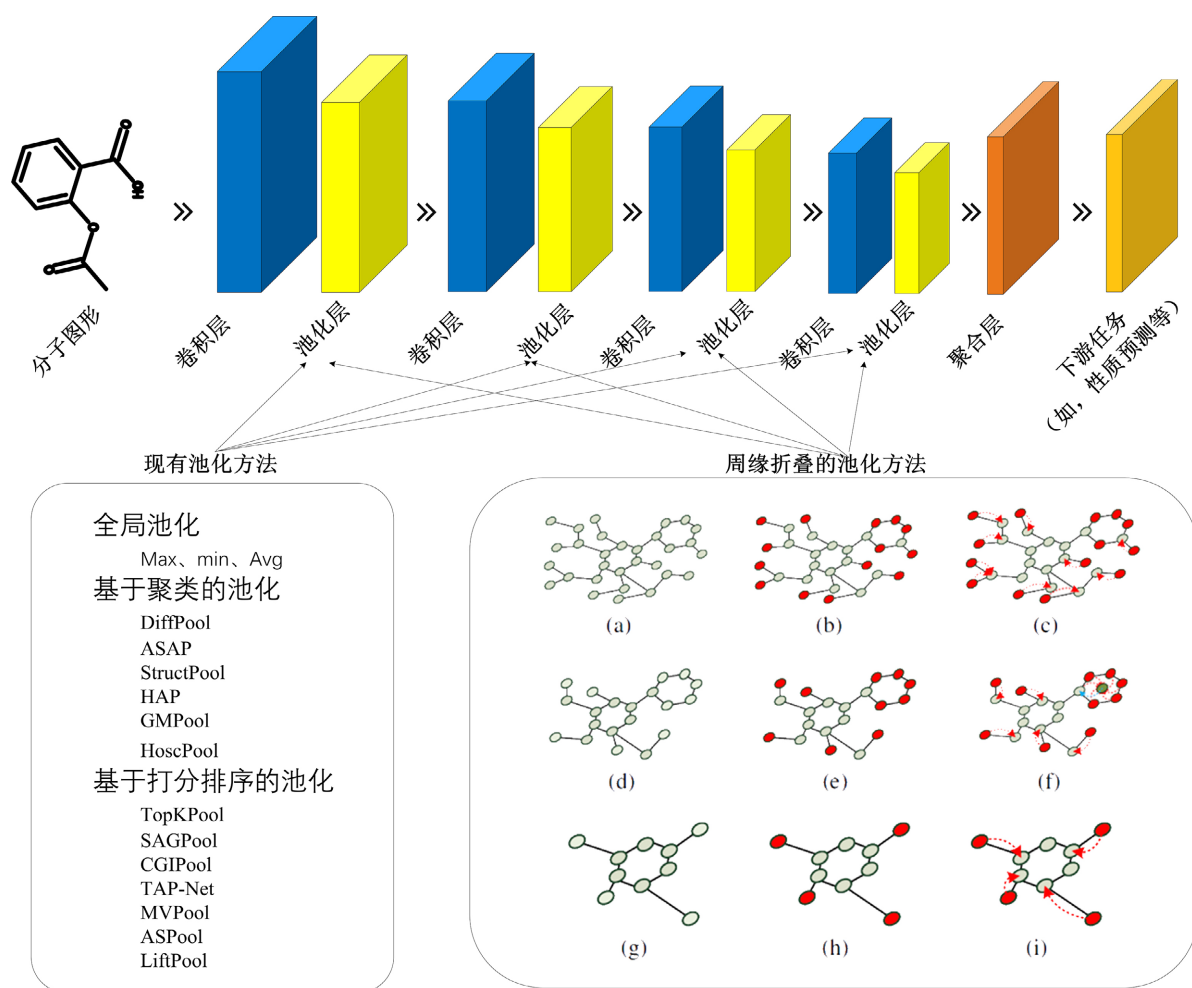 分子图形
卷积层
池化层
卷积层
池化层
卷积层
池化层
卷积层
池化层
聚合层
下游任务
(如，性质预测等)
现有池化方法
周缘折叠的池化方法
全局池化
Max、min、Avg
基于聚类的池化
DiffPool
ASAP
StructPool
HAP
GMPool
HoscPool
基于打分排序的池化
TopKPool
SAGPool
CGIPool
TAP-Net
MVPool
ASPool
LiftPool
(a)
(b)
(c)
(d)
(e)
(f)
(g)
(h)
(i)